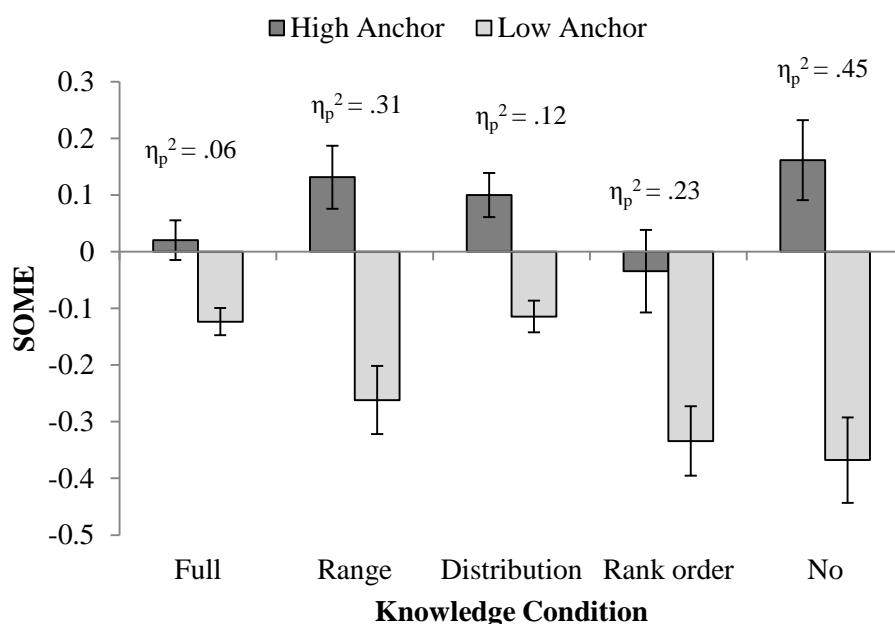 High Anchor Low Anchor
0.3
0.2
0.1
0
-0.1
-0.2
-0.3
-0.4
-0.5
SOME
ηp² = .06
ηp² = .31
ηp² = .12
ηp² = .23
ηp² = .45
Full Range Distribution Rank order No
Knowledge Condition